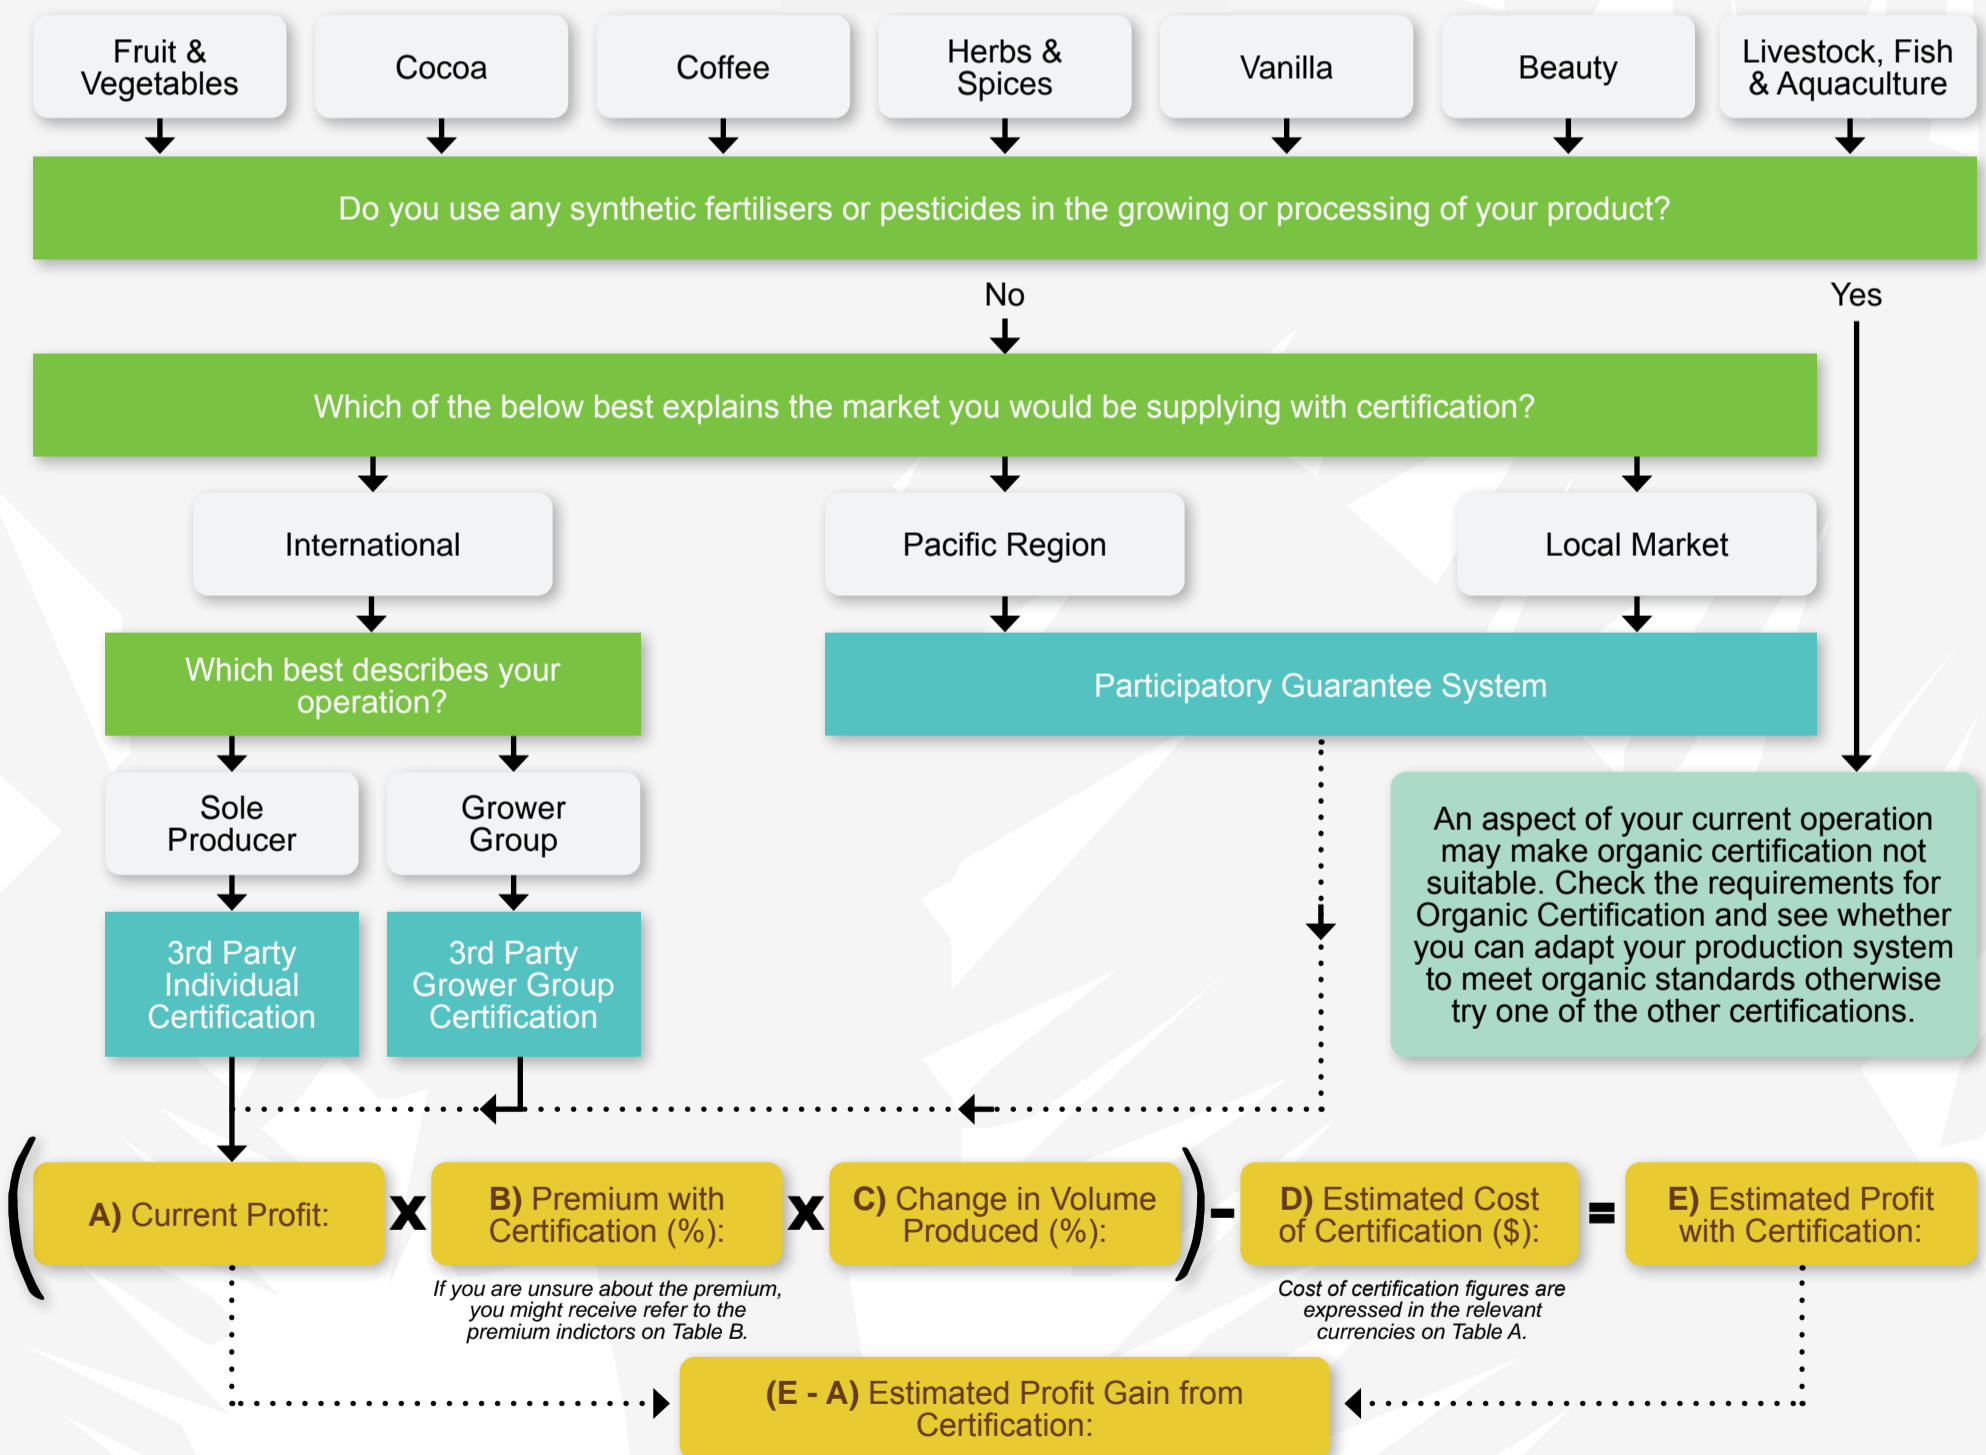 Fruit &
Vegetables
Cocoa
Coffee
Herbs &
Spices
Vanilla
Beauty
Livestock, Fish
& Aquaculture
Do you use any synthetic fertilisers or pesticides in the growing or processing of your product?
No
Yes
Which of the below best explains the market you would be supplying with certification?
International
Pacific Region
Local Market
Which best describes your
operation?
Participatory Guarantee System
Sole
Producer
Grower
Group
An aspect of your current operation
may make organic certification not
suitable. Check the requirements for
Organic Certification and see whether
you can adapt your production system
to meet organic standards otherwise
try one of the other certifications.
3rd Party
Individual
Certification
3rd Party
Grower Group
Certification
(
A) Current Profit:
x
B) Premium with
Certification (%):
x
C) Change in Volume
Produced (%):
)
-
D) Estimated Cost
of Certification ($):
=
E) Estimated Profit
with Certification:
If you are unsure about the premium,
you might receive refer to the
premium indictors on Table B.
Cost of certification figures are
expressed in the relevant
currencies on Table A.
(E - A) Estimated Profit Gain from
Certification: